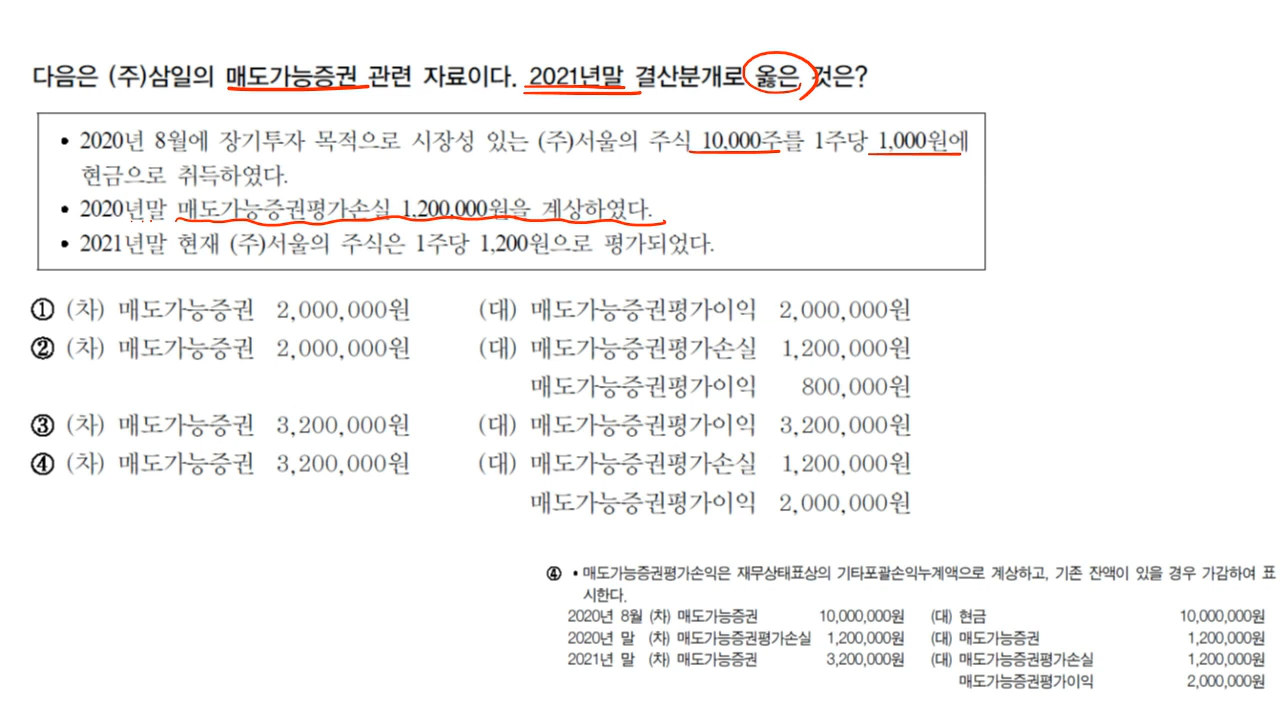 다음은 (주)삼일의 매도가능증권 관련 자료이다. 2021년말 결산분개로 옳은 것은?
• 2020년 8월에 장기투자 목적으로 시장성 있는 (주)서울의 주식 10,000주를 1주당 1,000원에
현금으로 취득하였다.
• 2020년말 매도가능증권평가손실 1,200,000원을 계상하였다.
• 2021년말 현재 (주)서울의 주식은 1주당 1,200원으로 평가되었다.
① (차) 매도가능증권 2,000,000원 (대) 매도가능증권평가이익 2,000,000원
② (차) 매도가능증권 2,000,000원 (대) 매도가능증권평가손실 1,200,000원
매도가능증권평가이익 800,000원
③ (차) 매도가능증권 3,200,000원 (대) 매도가능증권평가이익 3,200,000원
④ (차) 매도가능증권 3,200,000원 (대) 매도가능증권평가손실 1,200,000원
매도가능증권평가이익 2,000,000원
④ • 매도가능증권평가손익은 재무상태표상의 기타포괄손익누계액으로 계상하고, 기존 잔액이 있을 경우 가감하여 표
시한다.
2020년 8월 (차) 매도가능증권 10,000,000원 (대) 현금 10,000,000원
2020년 말 (차) 매도가능증권평가손실 1,200,000원 (대) 매도가능증권 1,200,000원
2021년 말 (차) 매도가능증권 3,200,000원 (대) 매도가능증권평가손실 1,200,000원
매도가능증권평가이익 2,000,000원